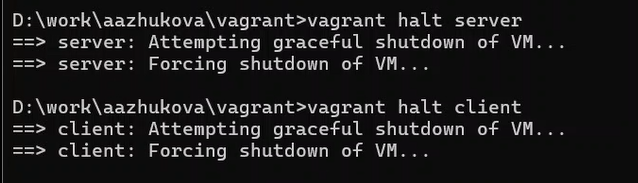 D:\work\aazhukova\vagrant>vagrant halt server
==> server: Attempting graceful shutdown of VM...
==> server: Forcing shutdown of VM...
D:\work\aazhukova\vagrant>vagrant halt client
==> client: Attempting graceful shutdown of VM...
==> client: Forcing shutdown of VM...